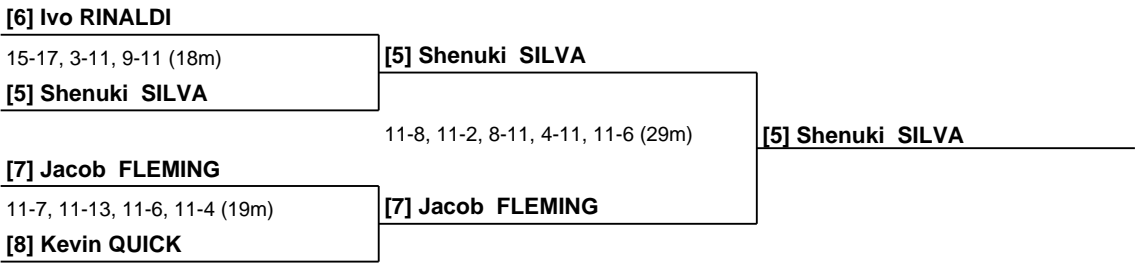 [6] Ivo RINALDI
15-17, 3-11, 9-11 (18m)
[5] Shenuki SILVA
[5] Shenuki SILVA
11-8, 11-2, 8-11, 4-11, 11-6 (29m)
[5] Shenuki SILVA
[7] Jacob FLEMING
11-7, 11-13, 11-6, 11-4 (19m)
[7] Jacob FLEMING
[8] Kevin QUICK